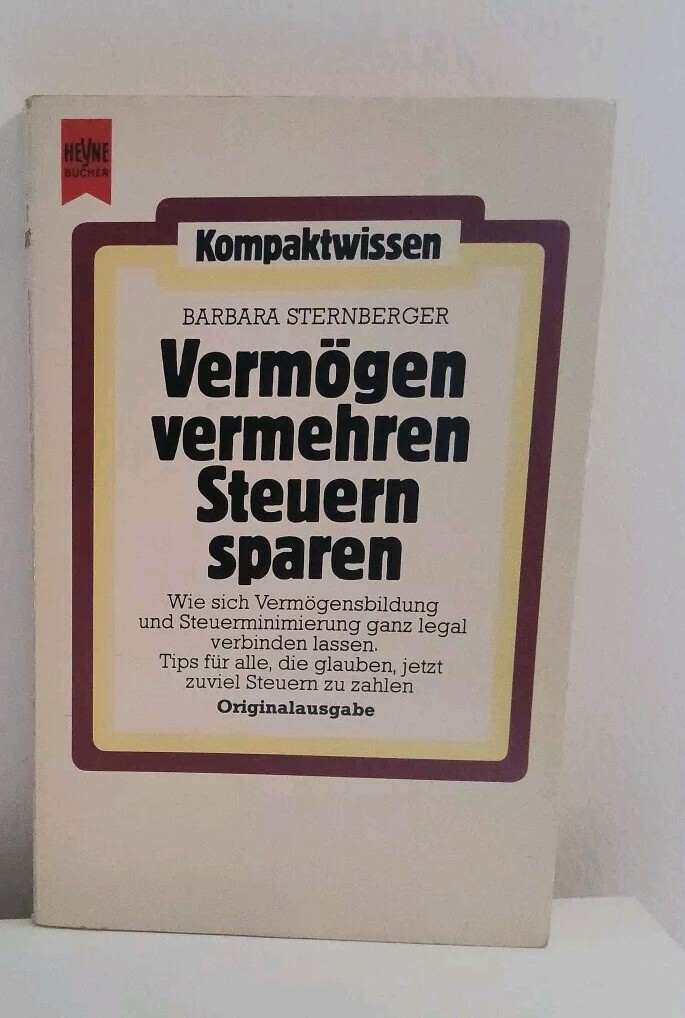 HEYNE
BÜCHER
Kompaktwissen
BARBARA STERNBERGER
Vermögen
vermehren
Steuern
sparen
Wie sich Vermögensbildung
und Steuerminimierung ganz legal
verbinden lassen.
Tips für alle, die glauben, jetzt
zuviel Steuern zu zahlen
Originalausgabe